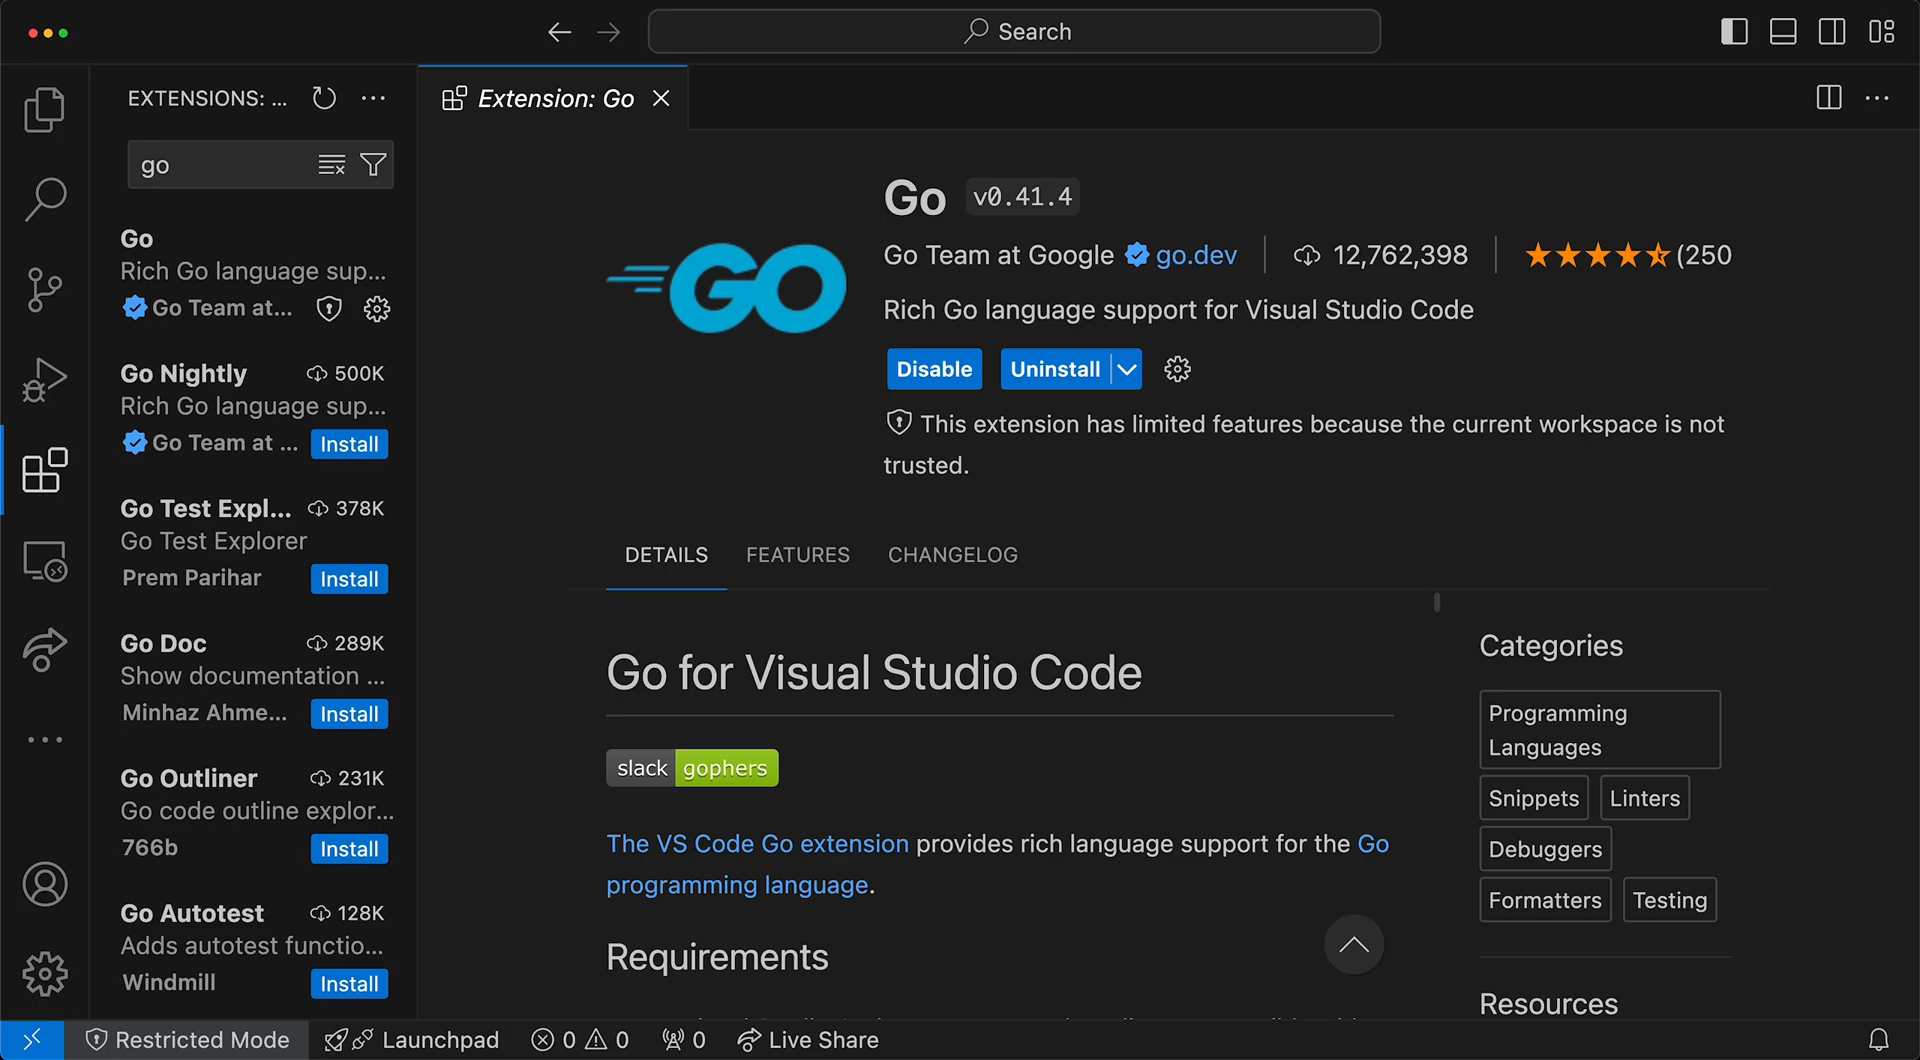 Search
EXTENSIONS: ...
Extension: Go
go
Go
Rich Go language sup...
Go Team at...
Go Nightly 500K
Rich Go language sup...
Go Team at ... Install
Go Test Expl... 378K
Go Test Explorer
Prem Parihar Install
Go Doc 289K
Show documentation ...
Minhaz Ahme... Install
Go Outliner 231K
Go code outline explor...
766b Install
Go Autotest 128K
Adds autotest functio...
Windmill Install
GO
Go v0.41.4
Go Team at Google go.dev 12,762,398 (250
Rich Go language support for Visual Studio Code
Disable Uninstall
This extension has limited features because the current workspace is not
trusted.
DETAILS FEATURES CHANGELOG
Go for Visual Studio Code
slack gophers
The VS Code Go extension provides rich language support for the Go
programming language.
Requirements
Categories
Programming
Languages
Snippets Linters
Debuggers
Formatters Testing
Resources
Restricted Mode Launchpad 0 0 0 Live Share